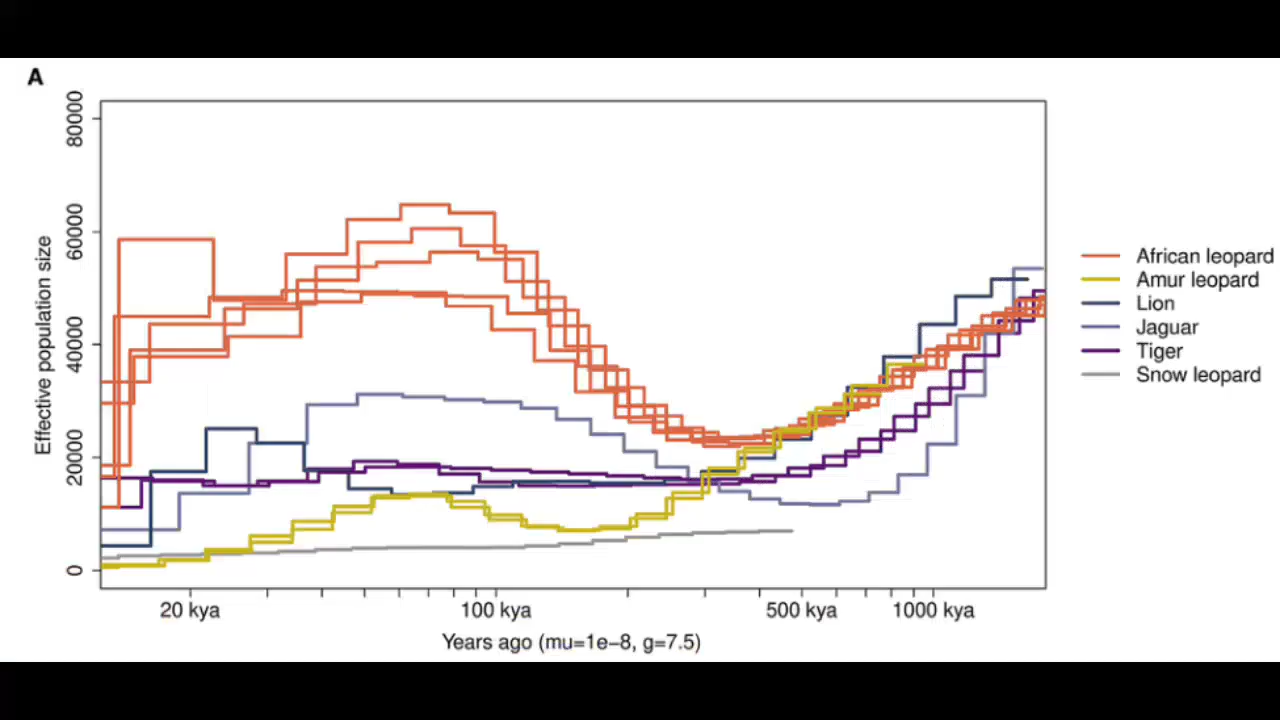 A
80000
60000
40000
20000
0
Effective population size
20 kya
100 kya
500 kya
1000 kya
Years ago (mu=1e−8, g=7.5)
African leopard
Amur leopard
Lion
Jaguar
Tiger
Snow leopard